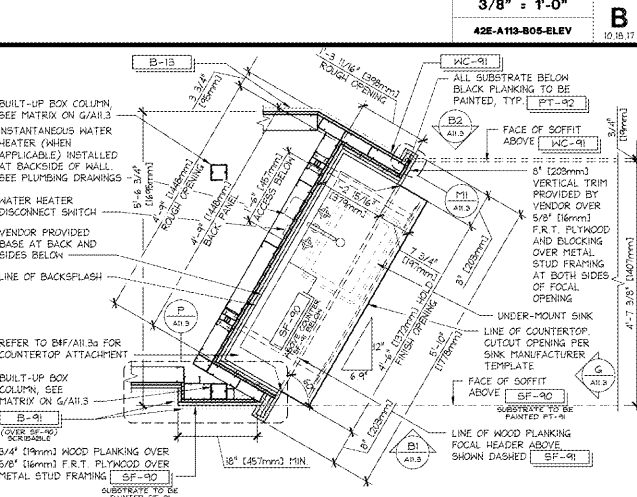 3/8" = 1'-0"
42E-A113-B05-ELEV
B
10,18,17
B-13
WC-91
1'-3 11/16" [398mm]
ROUGH OPENING
3 3/4"
[95mm]
ALL SUBSTRATE BELOW
BLACK PLANKING TO BE
PAINTED, TYP. PT-92
BUILT-UP BOX COLUMN,
SEE MATRIX ON G/A11.3
INSTANTANEOUS WATER
HEATER (WHEN
APPLICABLE) INSTALLED
AT BACKSIDE OF WALL.
SEE PLUMBING DRAWINGS
WATER HEATER
DISCONNECT SWITCH
VENDOR PROVIDED
BASE AT BACK AND
SIDES BELOW
LINE OF BACKSPLASH
REFER TO B#F/A11.3a FOR
COUNTERTOP ATTACHMENT
BUILT-UP BOX
COLUMN, SEE
MATRIX ON G/A11.3
B-91
(OVER SF-90)
SCRIBABLE
3/4" [19mm] WOOD PLANKING OVER
5/8" [16mm] F.R.T. PLYWOOD OVER
METAL STUD FRAMING SF-90
SUBSTRATE TO BE
5'-6 3/4"
[1695mm]
4'-9" [1448mm]
ROUGH OPENING
4'-9" [1448mm]
BACK PANEL
[457mm]
ACCESS BELOW
[379mm]
B2
A11.3
M11
A11.3
P
A11.3
G
A11.3
B1
A11.3
FACE OF SOFFIT
ABOVE WC-91
3/4"
[19mm]
8" [203mm]
VERTICAL TRIM
PROVIDED BY
VENDOR OVER
5/8" [16mm]
F.R.T. PLYWOOD
AND BLOCKING
OVER METAL
STUD FRAMING
AT BOTH SIDES
OF FOCAL
OPENING
4'-7 3/8" [1407mm]
7 3/4"
[197mm]
8" [203mm]
4'-6" [1372mm] HOLD
FINISH OPENING
5'-10"
[1778mm]
SF-90
12"
6.9"
UNDER-MOUNT SINK
LINE OF COUNTERTOP.
CUTOUT OPENING PER
SINK MANUFACTURER
TEMPLATE
FACE OF SOFFIT
ABOVE SF-90
SUBSTRATE TO BE
PAINTED PT-91
LINE OF WOOD PLANKING
FOCAL HEADER ABOVE
SHOWN DASHED SF-91
8" [203mm]
18" [457mm] MIN.